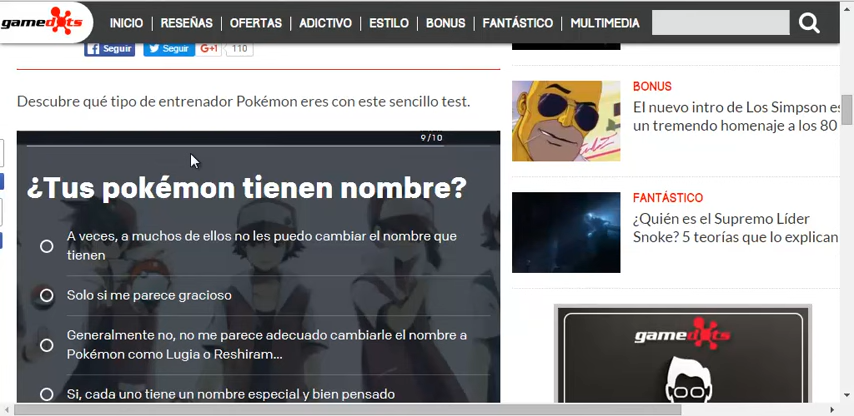 gamedots
INICIO
RESEÑAS
OFERTAS
ADICTIVO
ESTILO
BONUS
FANTÁSTICO
MULTIMEDIA
Seguir
Seguir
G+1
110
Descubre qué tipo de entrenador Pokémon eres con este sencillo test.
9/10
¿Tus pokémon tienen nombre?
A veces, a muchos de ellos no les puedo cambiar el nombre que
tienen
Solo si me parece gracioso
Generalmente no, no me parece adecuado cambiarle el nombre a
Pokémon como Lugia o Reshiram...
Si, cada uno tiene un nombre especial y bien pensado
BONUS
El nuevo intro de Los Simpson es
un tremendo homenaje a los 80
FANTÁSTICO
¿Quién es el Supremo Líder
Snoke? 5 teorías que lo explican
gamedots